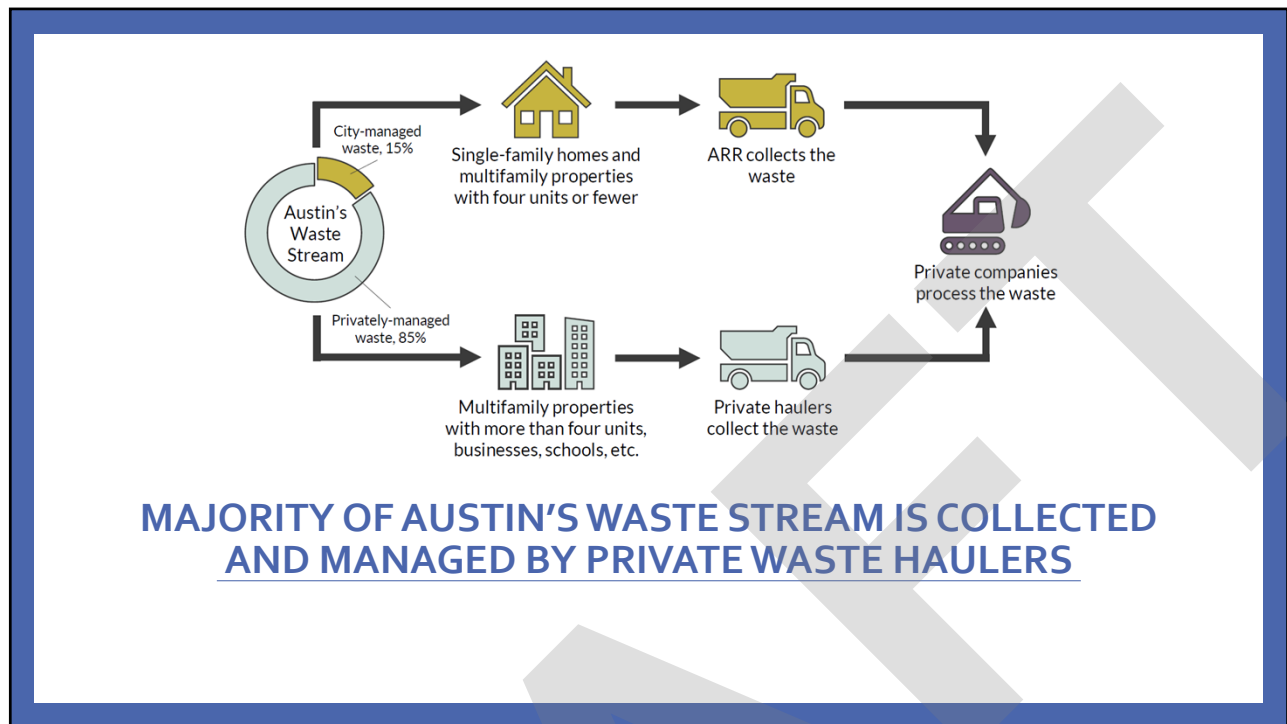 City-managed
waste, 15%
Austin's
Waste
Stream
Privately-managed
waste, 85%
Single-family homes and
multifamily properties
with four units or fewer
ARR collects the
waste
Private companies
process the waste
Multifamily properties
with more than four units,
businesses, schools, etc.
Private haulers
collect the waste
MAJORITY OF AUSTIN'S WASTE STREAM IS COLLECTED
AND MANAGED BY PRIVATE WASTE HAULERS